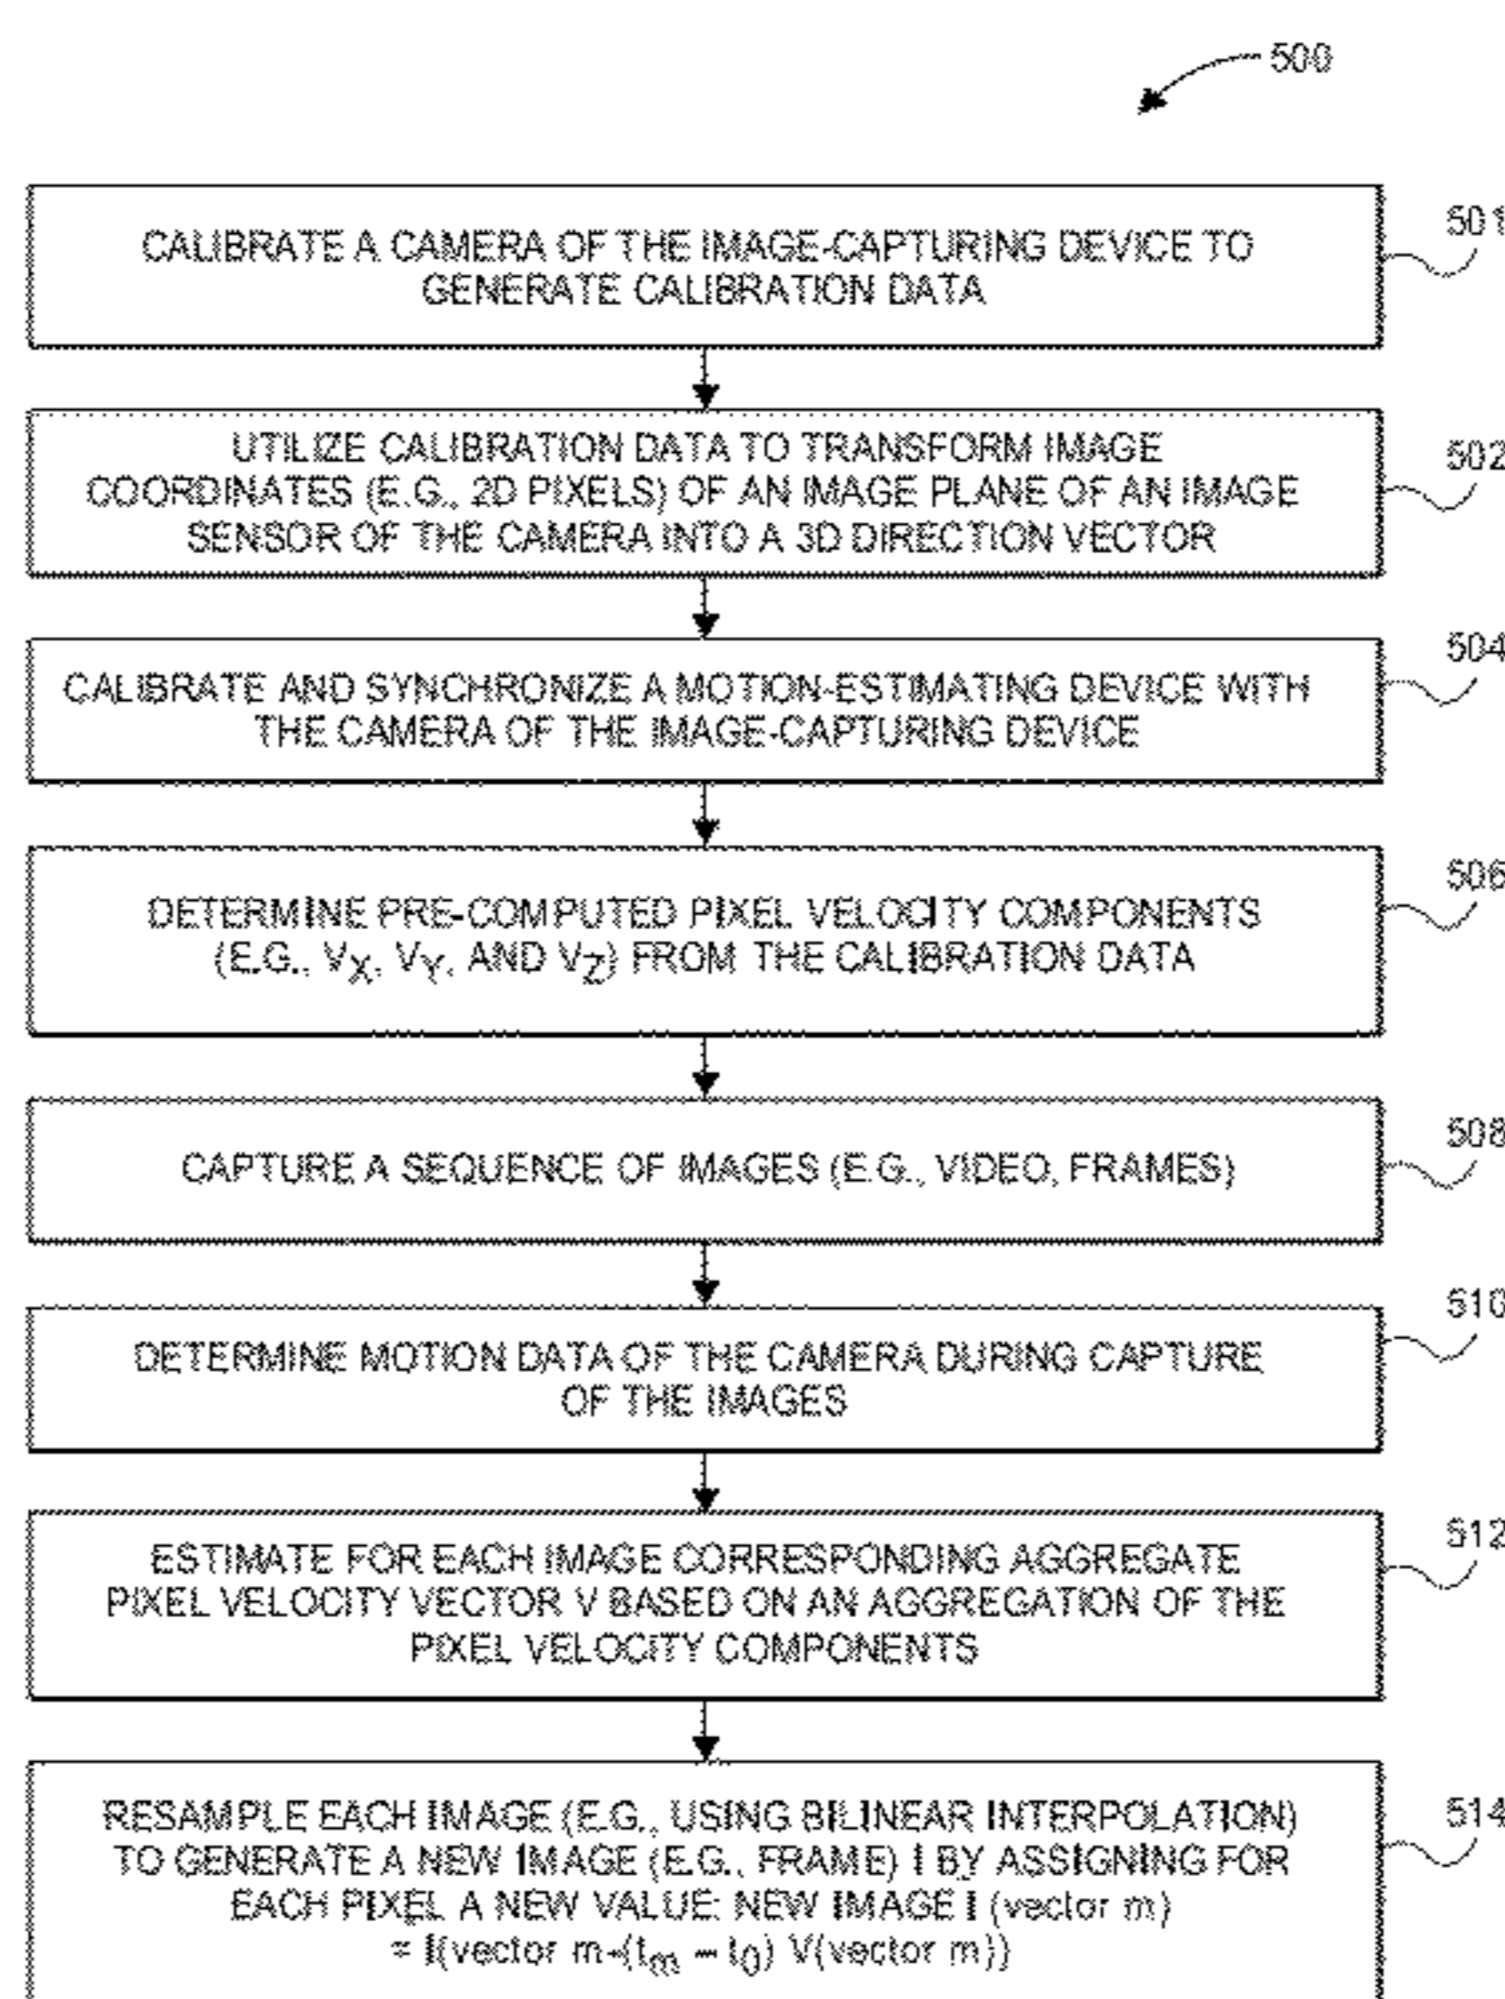 500
CALIBRATE A CAMERA OF THE IMAGE-CAPTURING DEVICE TO
GENERATE CALIBRATION DATA
501
UTILIZE CALIBRATION DATA TO TRANSFORM IMAGE
COORDINATES (E.G., 2D PIXELS) OF AN IMAGE PLANE OF AN IMAGE
SENSOR OF THE CAMERA INTO A 3D DIRECTION VECTOR
502
CALIBRATE AND SYNCHRONIZE A MOTION-ESTIMATING DEVICE WITH
THE CAMERA OF THE IMAGE-CAPTURING DEVICE
504
DETERMINE PRE-COMPUTED PIXEL VELOCITY COMPONENTS
(E.G., VX, VY, AND VZ) FROM THE CALIBRATION DATA
506
CAPTURE A SEQUENCE OF IMAGES (E.G., VIDEO, FRAMES)
508
DETERMINE MOTION DATA OF THE CAMERA DURING CAPTURE
OF THE IMAGES
510
ESTIMATE FOR EACH IMAGE CORRESPONDING AGGREGATE
PIXEL VELOCITY VECTOR V BASED ON AN AGGREGATION OF THE
PIXEL VELOCITY COMPONENTS
512
RESAMPLE EACH IMAGE (E.G., USING BILINEAR INTERPOLATION)
TO GENERATE A NEW IMAGE (E.G., FRAME) I BY ASSIGNING FOR
EACH PIXEL A NEW VALUE: NEW IMAGE I (vector m)
= I(vector m-(tm – t0) V(vector m))
514